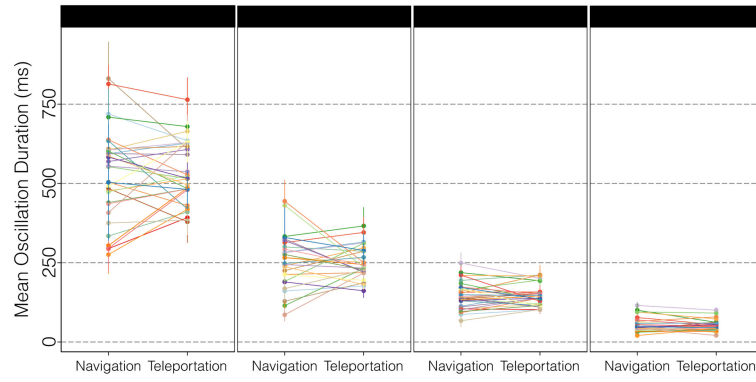 Mean Oscillation Duration (ms)
750
500
250
0
Navigation Teleportation Navigation Teleportation Navigation Teleportation Navigation Teleportation